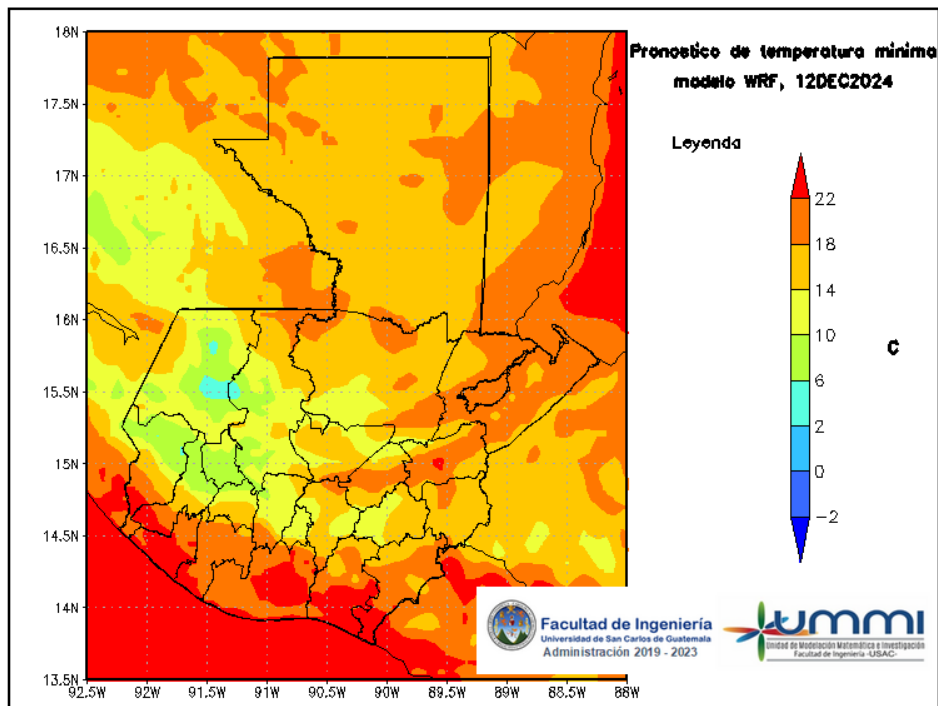 Pronostico de temperatura minima
modelo WRF, 12DEC2024
Leyenda
22
18
14
10
6
2
0
−2
C
18N
17.5N
17N
16.5N
16N
15.5N
15N
14.5N
14N
13.5N
92.5W 92W 91.5W 91W 90.5W 90W 89.5W 89W 88.5W 88W
Facultad de Ingeniería
Universidad de San Carlos de Guatemala
Administración 2019 - 2023
ummi
Unidad de Modelación Matemática e Investigación
Facultad de Ingeniería -USAC-